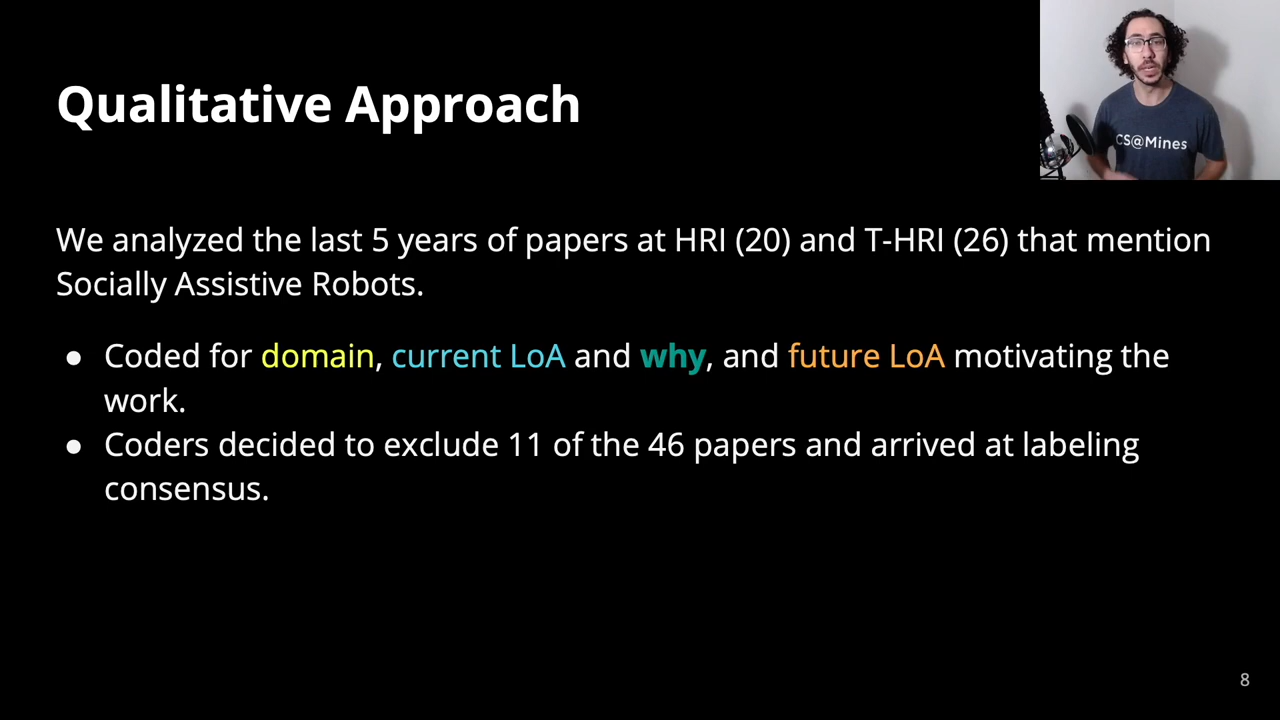 Qualitative Approach
CS@Mines
We analyzed the last 5 years of papers at HRI (20) and T-HRI (26) that mention
Socially Assistive Robots.
● Coded for domain, current LoA and why, and future LoA motivating the
work.
● Coders decided to exclude 11 of the 46 papers and arrived at labeling
consensus.
8